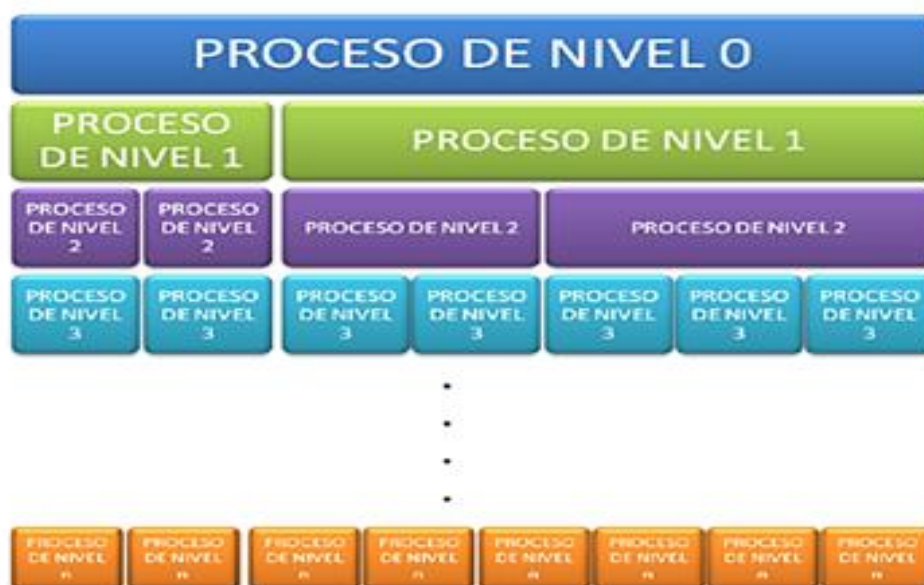 PROCESO DE NIVEL 0
PROCESO
DE NIVEL 1
PROCESO DE NIVEL 1
PROCESO
DE NIVEL
2
PROCESO
DE NIVEL
2
PROCESO DE NIVEL 2
PROCESO DE NIVEL 2
PROCESO
DE NIVEL
3
PROCESO
DE NIVEL
3
PROCESO
DE NIVEL
3
PROCESO
DE NIVEL
3
PROCESO
DE NIVEL
3
PROCESO
DE NIVEL
3
PROCESO
DE NIVEL
3
PROCESO
DE NIVEL
n
PROCESO
DE NIVEL
n
PROCESO
DE NIVEL
n
PROCESO
DE NIVEL
n
PROCESO
DE NIVEL
n
PROCESO
DE NIVEL
n
PROCESO
DE NIVEL
n
PROCESO
DE NIVEL
n